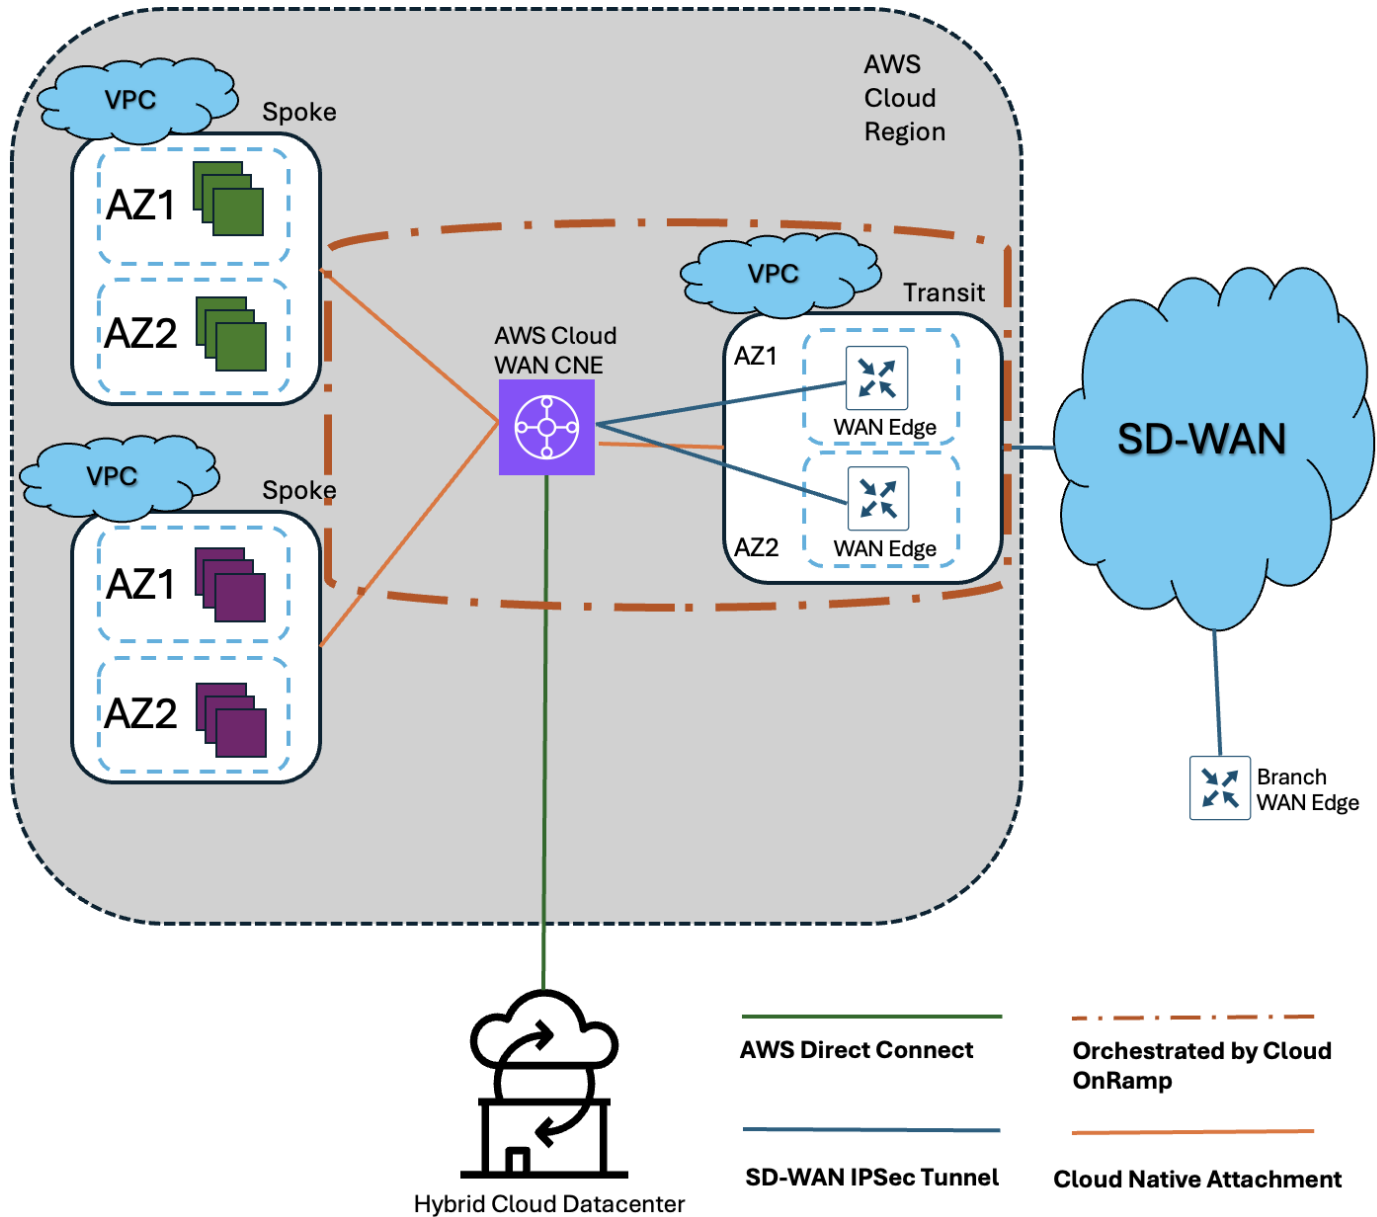 AWS
Cloud
Region
VPC
Spoke
AZ1
AZ2
VPC
Spoke
AZ1
AZ2
AWS Cloud
WAN CNE
VPC
Transit
AZ1
WAN Edge
AZ2
WAN Edge
SD-WAN
Branch
WAN Edge
Hybrid Cloud Datacenter
AWS Direct Connect
Orchestrated by Cloud
OnRamp
SD-WAN IPSec Tunnel
Cloud Native Attachment